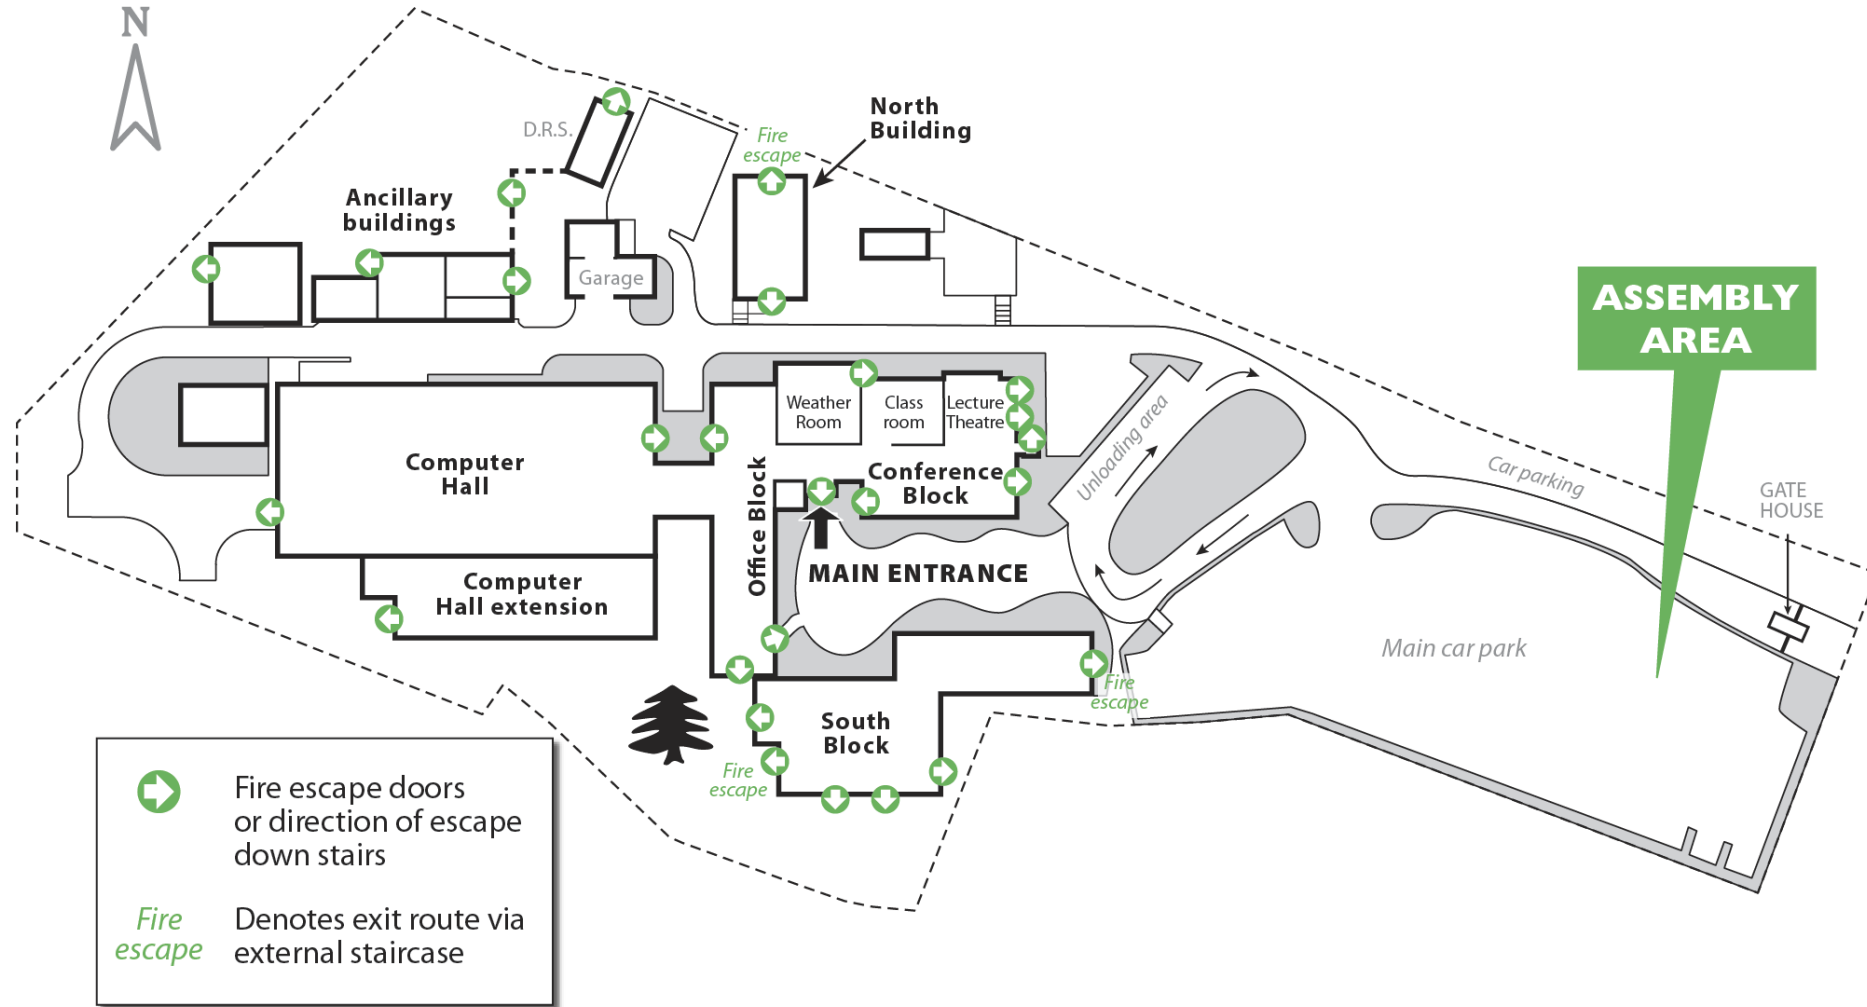 N
D.R.S.
North
Building
Fire
escape
Ancillary
buildings
Garage
ASSEMBLY
AREA
Weather
Room
Class
room
Lecture
Theatre
Unloading area
Computer
Hall
Office Block
Conference
Block
Car parking
GATE
HOUSE
MAIN ENTRANCE
Computer
Hall extension
Main car park
Fire
escape
South
Block
Fire
escape
Fire escape doors
or direction of escape
down stairs
Fire
escape
Denotes exit route via
external staircase